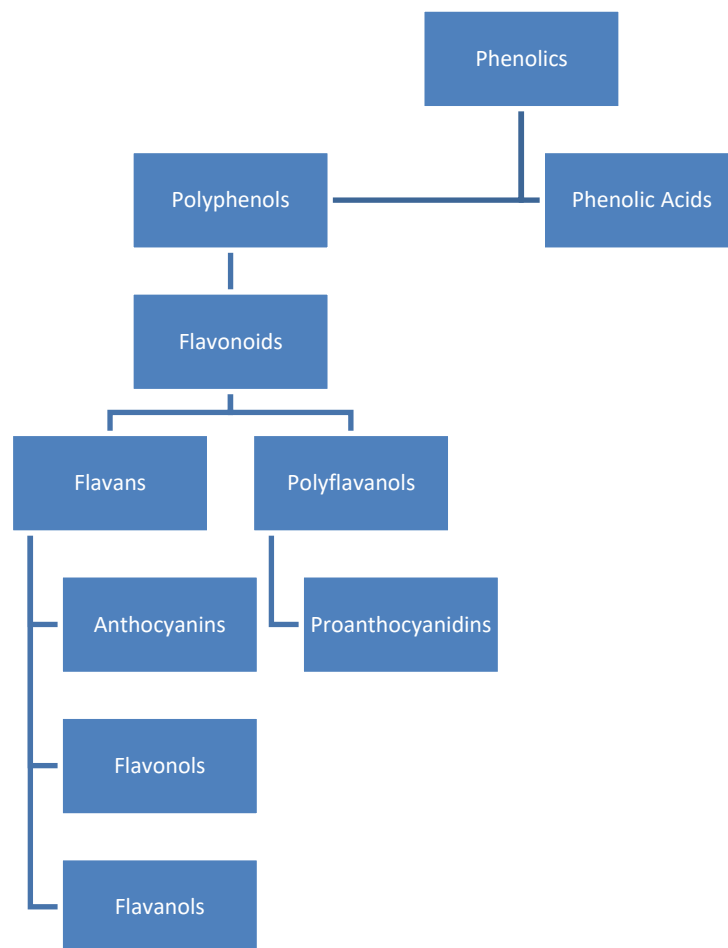 Phenolics
Polyphenols
Phenolic Acids
Flavonoids
Flavans
Polyflavanols
Anthocyanins
Proanthocyanidins
Flavonols
Flavanols